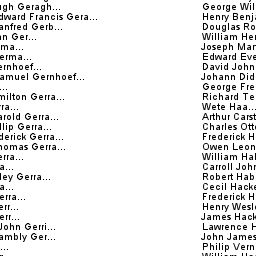 ugh Geragh... George Wil
dward Francis Gera... Henry Benj
anfred Gerb... Douglas Ro
an Ger... William Her
rma... Joseph Mar
erma... Edward Eve
ernhoef... David John
amuel Gernhoef... Johann Did
... George Fre
milton Gerra... Richard Te
rra... Wete Haa...
arold Gerra... Arthur Carst
llip Gerra... Charles Otto
derick Gerra... Frederick H
homas Gerra... Owen Leon
erra... William Hal
a... Carroll John
ley Gerra... Robert Hab
a... Cecil Hacke
erra... Frederick H
err... Henry Wesl
err... James Hack
John Gerri... Lawrence H
ambly Ger... John James
... Philip Vern